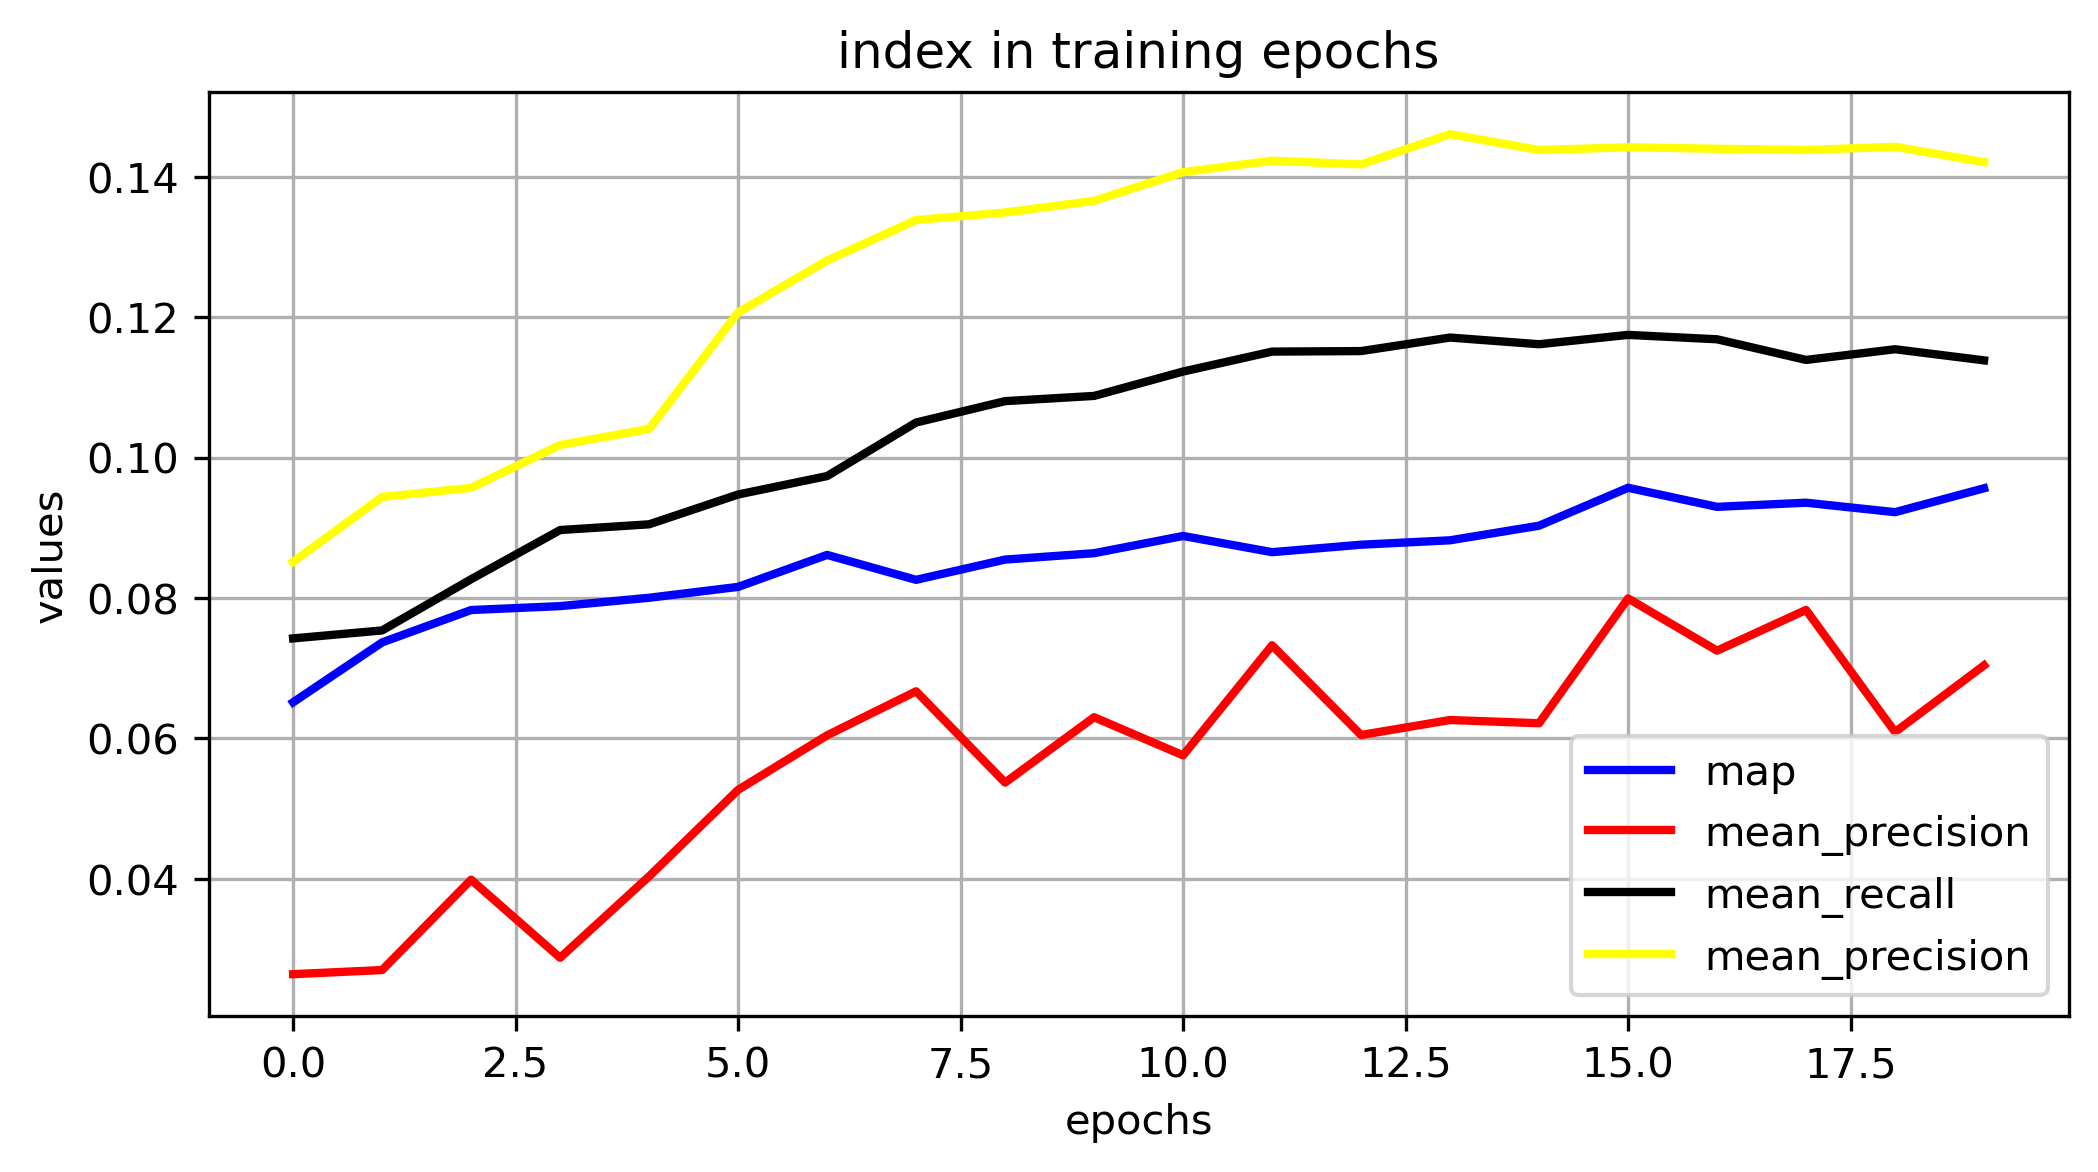 index in training epochs
values
0.14
0.12
0.10
0.08
0.06
0.04
map
mean_precision
mean_recall
mean_precision
0.0 2.5 5.0 7.5 10.0 12.5 15.0 17.5
epochs